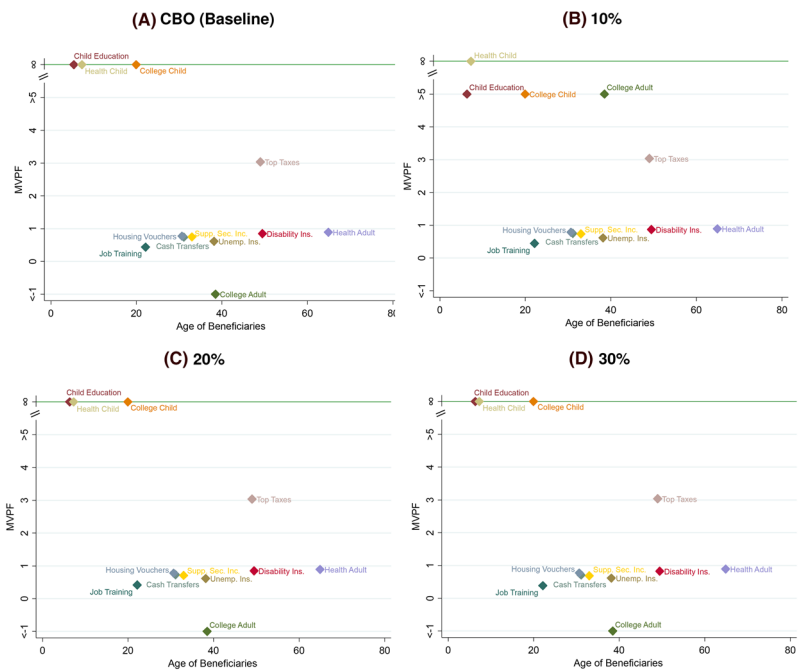 (A) CBO (Baseline)
Child Education
∞
Health Child
College Child
>5
4
3
Top Taxes
MVPF
2
1
Housing Vouchers
Supp. Sec. Inc.
Disability Ins.
Health Adult
Cash Transfers
Unemp. Ins.
Job Training
0
College Adult
<-1
0 20 40 60 80
Age of Beneficiaries
(B) 10%
Health Child
∞
Child Education
College Child
College Adult
>5
4
3
Top Taxes
MVPF
2
1
Housing Vouchers
Supp. Sec. Inc.
Disability Ins.
Health Adult
Cash Transfers
Unemp. Ins.
Job Training
0
<-1
0 20 40 60 80
Age of Beneficiaries
(C) 20%
Child Education
∞
Health Child
College Child
>5
4
3
Top Taxes
MVPF
2
1
Housing Vouchers
Supp. Sec. Inc.
Disability Ins.
Health Adult
Cash Transfers
Unemp. Ins.
Job Training
0
College Adult
<-1
0 20 40 60 80
Age of Beneficiaries
(D) 30%
Child Education
∞
Health Child
College Child
>5
4
3
Top Taxes
MVPF
2
1
Housing Vouchers
Supp. Sec. Inc.
Disability Ins.
Health Adult
Cash Transfers
Unemp. Ins.
Job Training
0
College Adult
<-1
0 20 40 60 80
Age of Beneficiaries